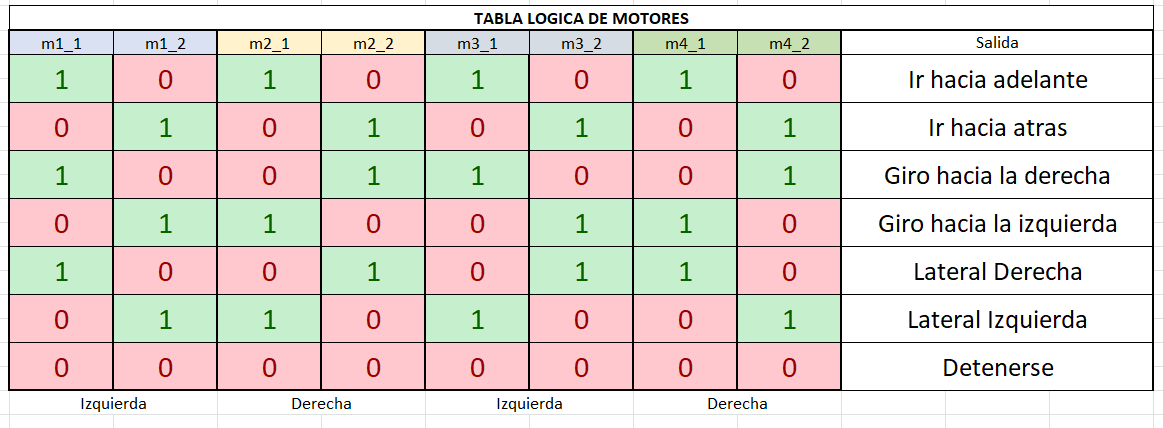 TABLA LOGICA DE MOTORES
m1_1 m1_2 m2_1 m2_2 m3_1 m3_2 m4_1 m4_2 Salida
1 0 1 0 1 0 1 0 Ir hacia adelante
0 1 0 1 0 1 0 1 Ir hacia atras
1 0 0 1 1 0 0 1 Giro hacia la derecha
0 1 1 0 0 1 1 0 Giro hacia la izquierda
1 0 0 1 0 1 1 0 Lateral Derecha
0 1 1 0 1 0 0 1 Lateral Izquierda
0 0 0 0 0 0 0 0 Detenerse
Izquierda Derecha Izquierda Derecha